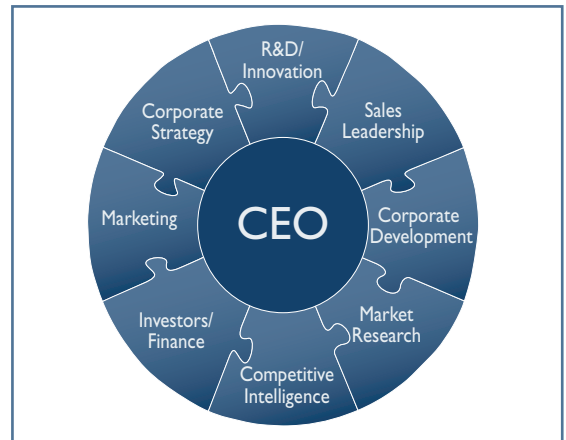 R&D/
Innovation
Sales
Leadership
Corporate
Development
Market
Research
Competitive
Intelligence
Investors/
Finance
Marketing
Corporate
Strategy
CEO